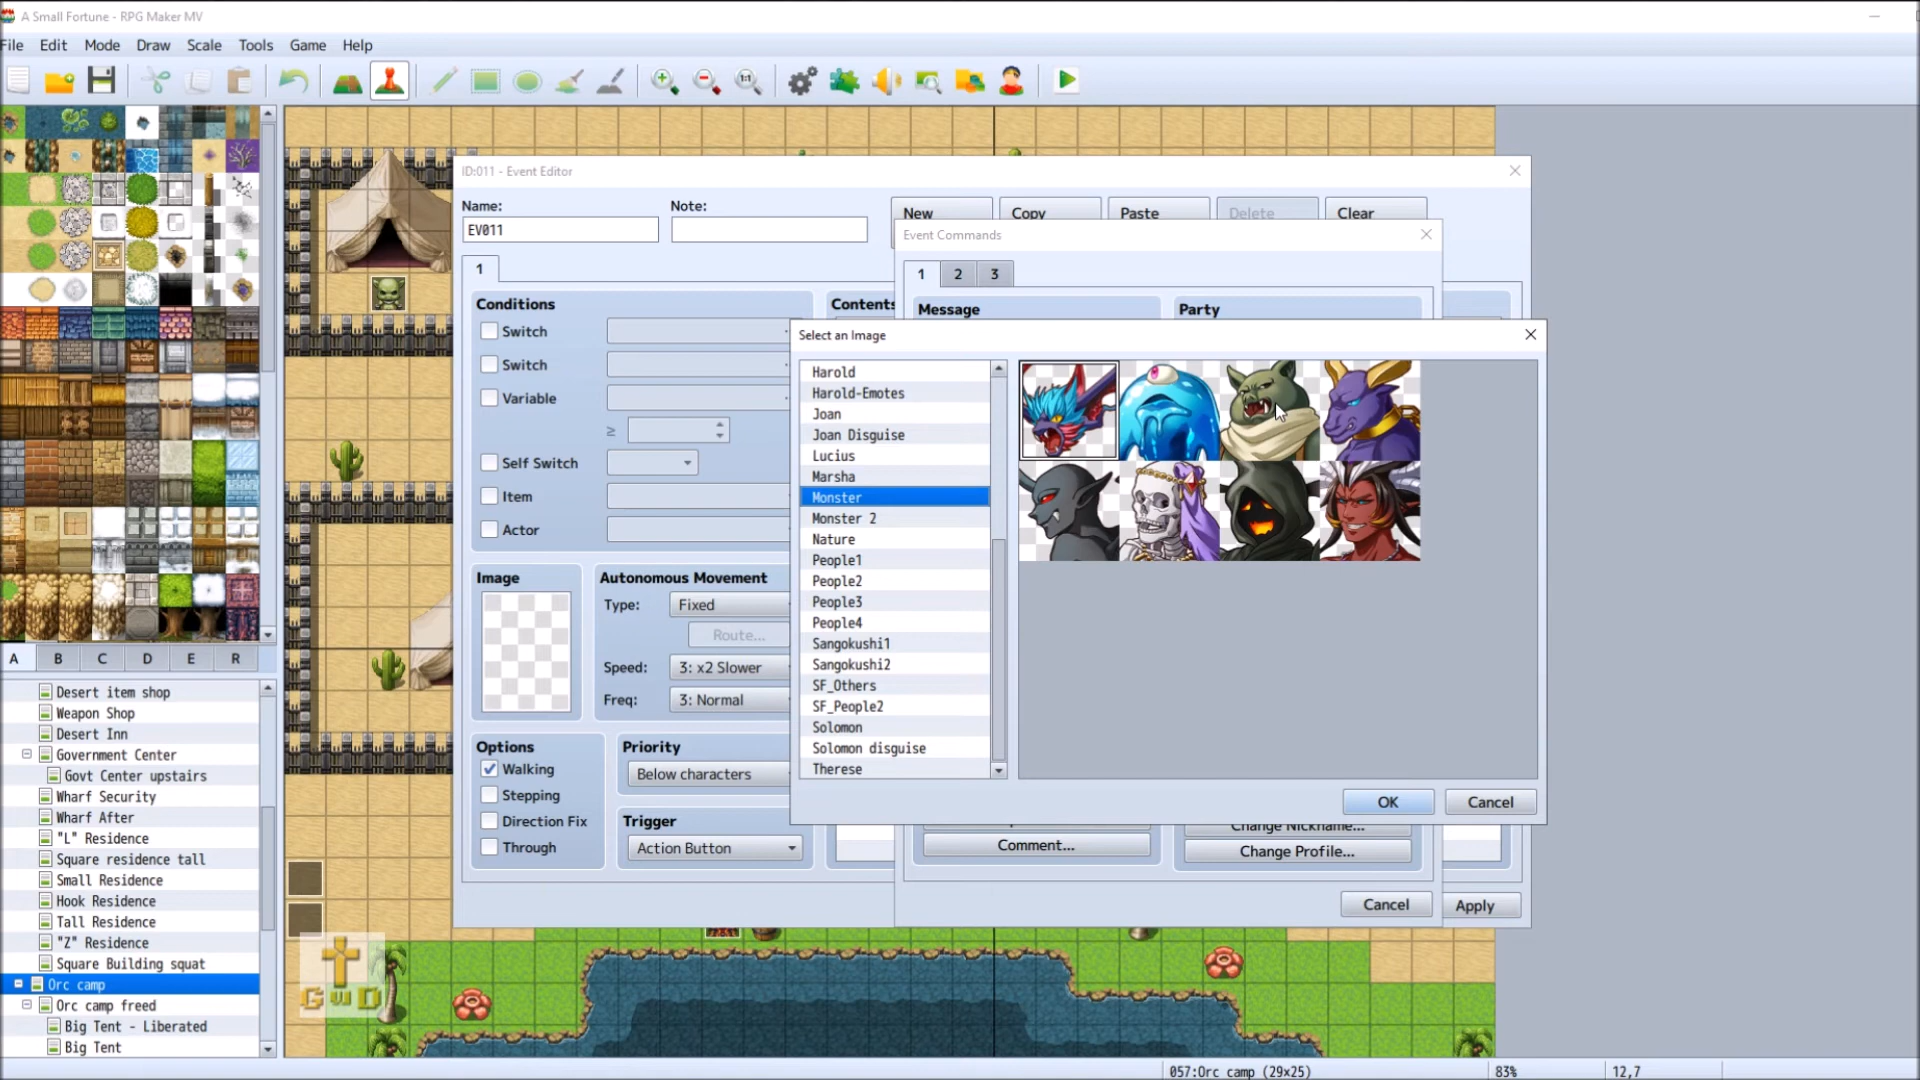 A Small Fortune - RPG Maker MV
File Edit Mode Draw Scale Tools Game Help
1:1
ID:011 - Event Editor
Name: Note:
EV011
New Copy Paste Delete Clear
Event Commands
1
1 2 3
Conditions
Contents
Message
Party
Switch
Switch
Variable
≥
Self Switch
Item
Actor
Select an Image
Harold
Harold-Emotes
Joan
Joan Disguise
Lucius
Marsha
Monster
Monster 2
Nature
People1
People2
People3
People4
Sangokushi1
Sangokushi2
SF_Others
SF_People2
Solomon
Solomon disguise
Therese
OK Cancel
Image
Autonomous Movement
Type: Fixed
Route...
Speed: 3: x2 Slower
Freq: 3: Normal
Options
Walking
Stepping
Direction Fix
Through
Priority
Below characters
Trigger
Action Button
Comment...
Change Nickname...
Change Profile...
Cancel
Apply
A B C D E R
Desert item shop
Weapon Shop
Desert Inn
Government Center
Govt Center upstairs
Wharf Security
Wharf After
"L" Residence
Square residence tall
Small Residence
Hook Residence
Tall Residence
"Z" Residence
Square Building squat
Orc camp
Orc camp freed
Big Tent - Liberated
Big Tent
GwD
057:Orc camp (29x25) 83% 12,7